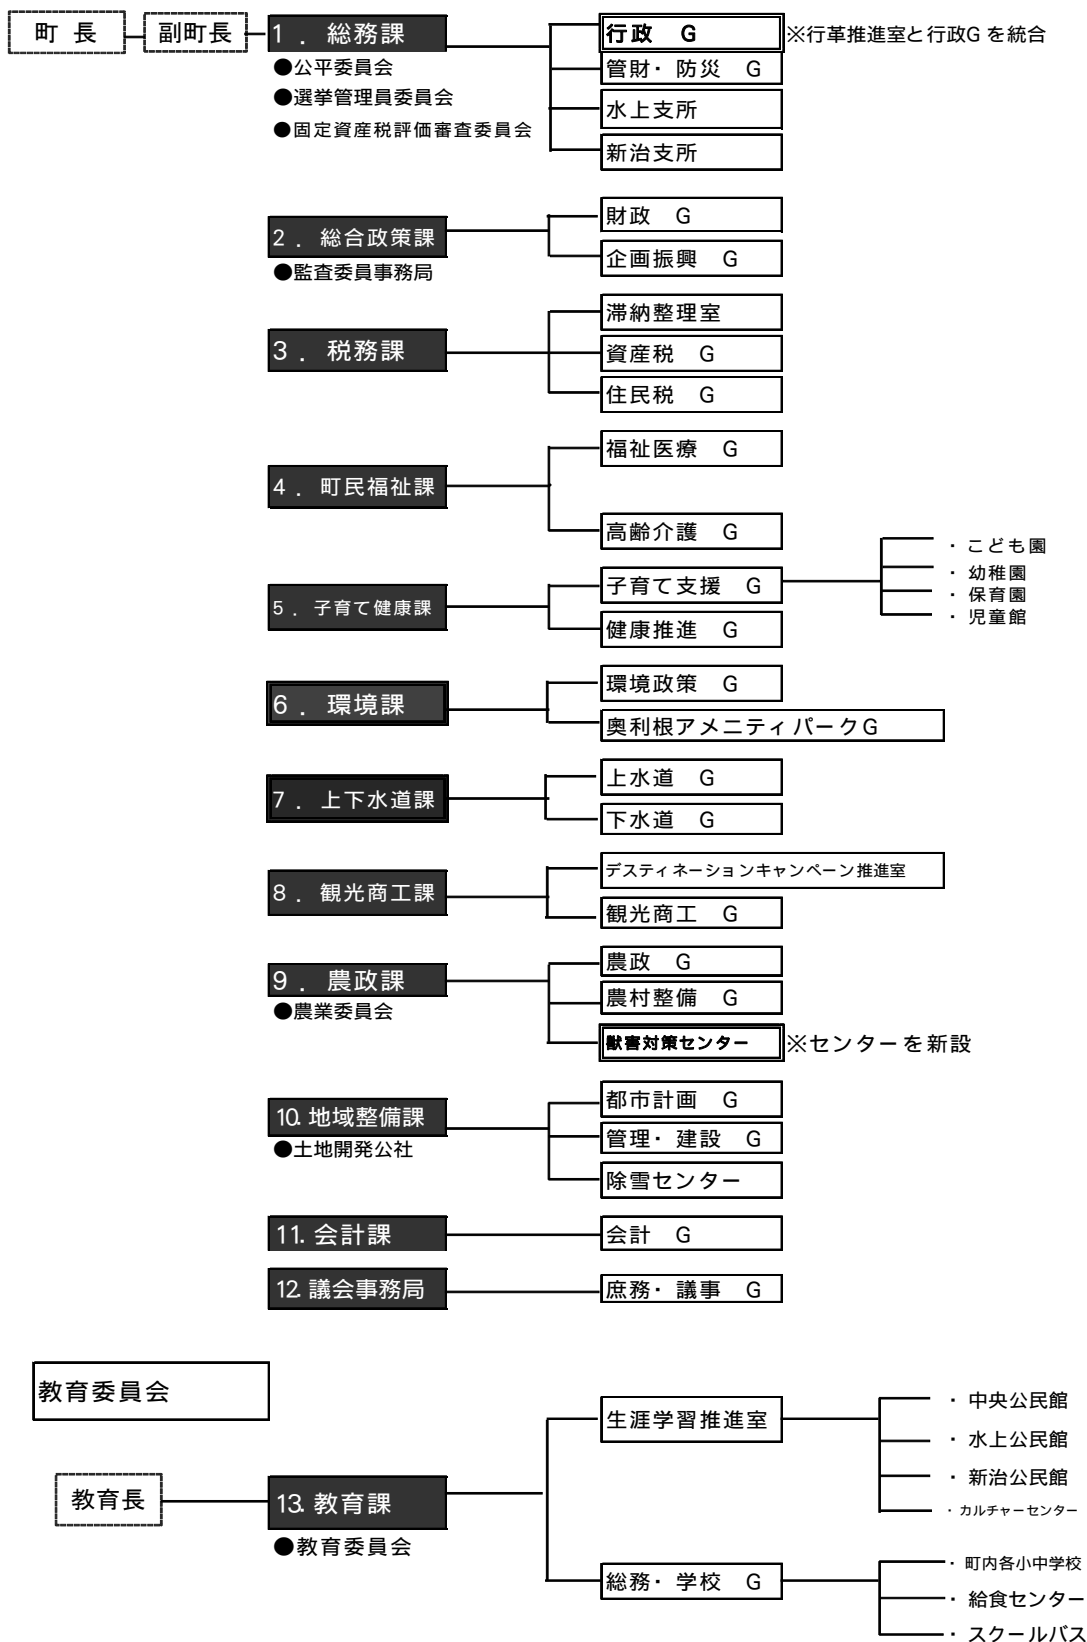 町 長
副町長
1 . 総務課
行政 G
※行革推進室と行政G を統合
●公平委員会
管財・防災 G
●選挙管理員委員会
水上支所
●固定資産税評価審査委員会
新治支所
財政 G
2 . 総合政策課
企画振興 G
●監査委員事務局
滞納整理室
3 . 税務課
資産税 G
住民税 G
福祉医療 G
4 . 町民福祉課
高齢介護 G
・こども園
5 . 子育て健康課
子育て支援 G
・幼稚園
・保育園
・児童館
健康推進 G
環境政策 G
6 . 環境課
奥利根アメニティパークG
上水道 G
7 . 上下水道課
下水道 G
デスティネーションキャンペーン推進室
8 . 観光商工課
観光商工 G
農政 G
9 . 農政課
農村整備 G
●農業委員会
獣害対策センター
※センターを新設
都市計画 G
10. 地域整備課
管理・建設 G
●土地開発公社
除雪センター
11. 会計課
会計 G
12. 議会事務局
庶務・議事 G
教育委員会
生涯学習推進室
・中央公民館
・水上公民館
・新治公民館
・カルチャーセンター
教育長
13. 教育課
●教育委員会
総務・学校 G
・町内各小中学校
・給食センター
・スクールバス